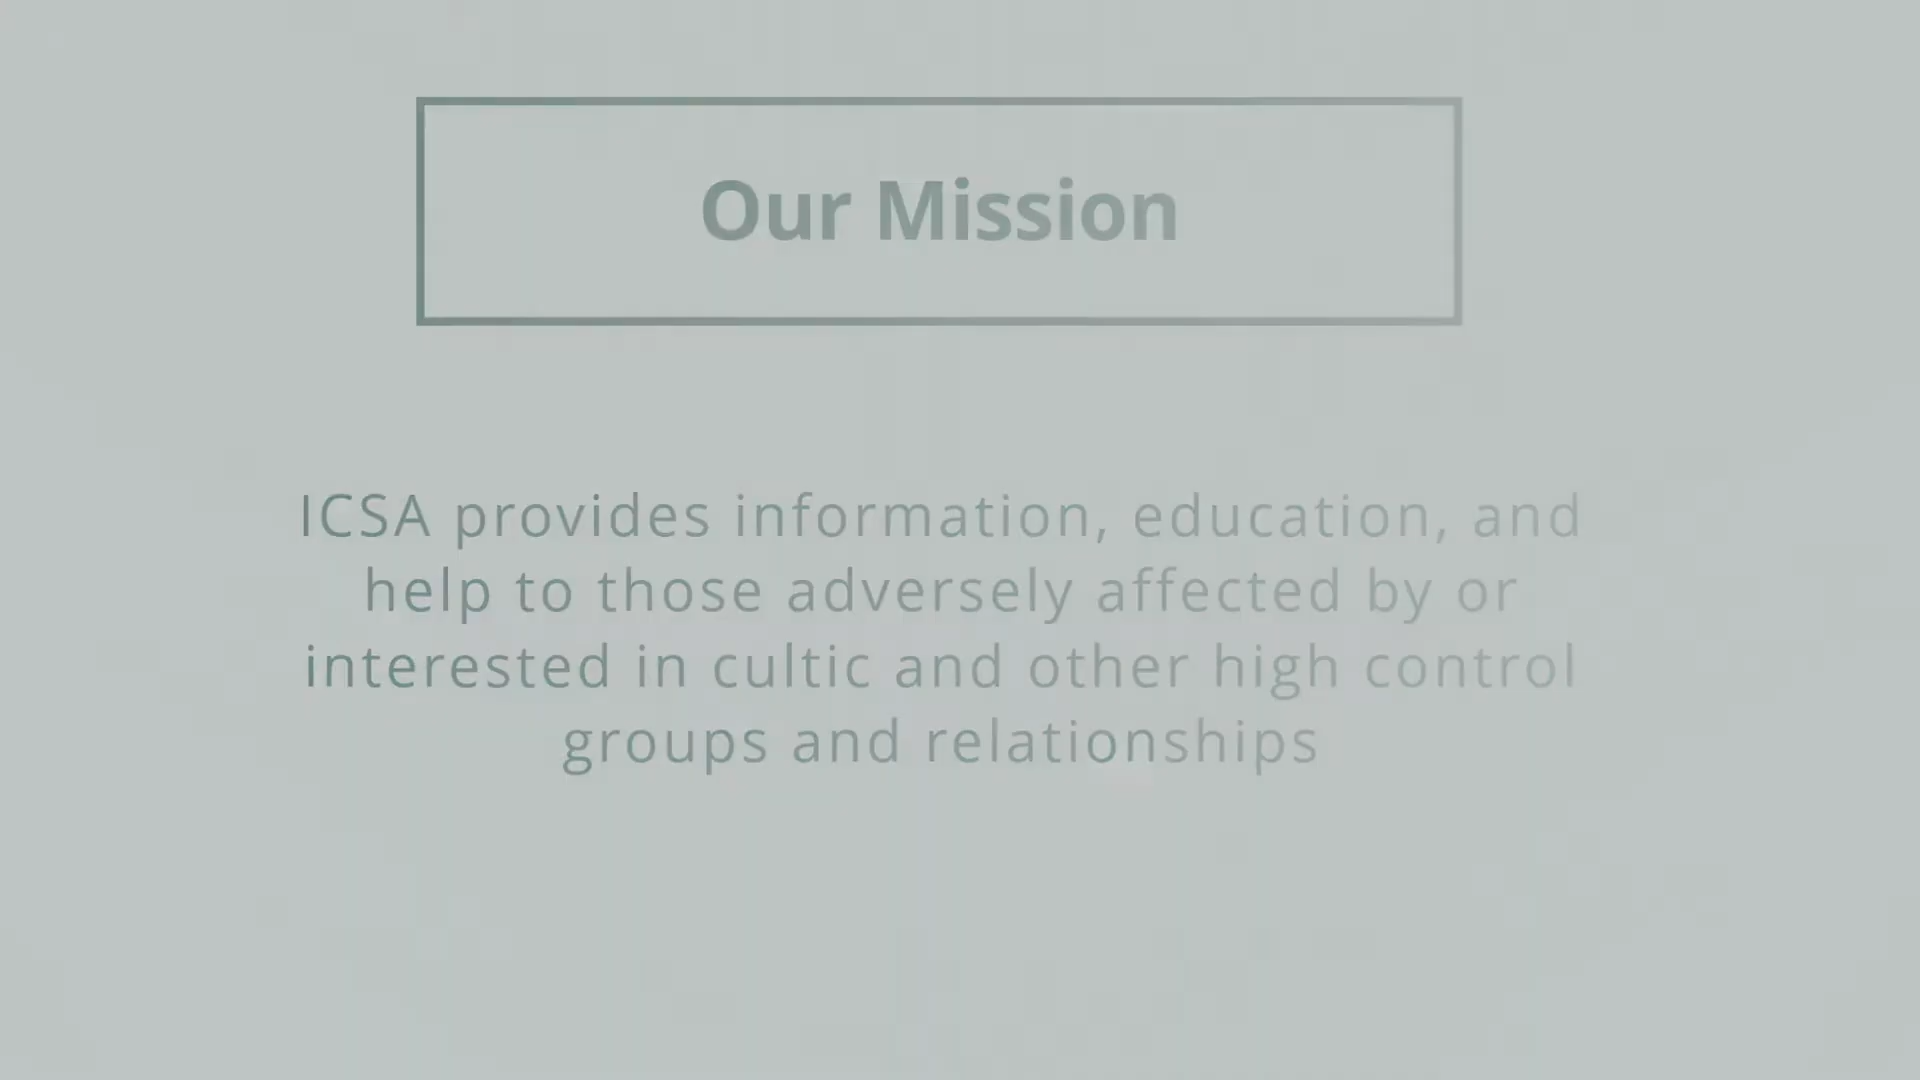 Our Mission
ICSA provides information, education, and
help to those adversely affected by or
interested in cultic and other high control
groups and relationships